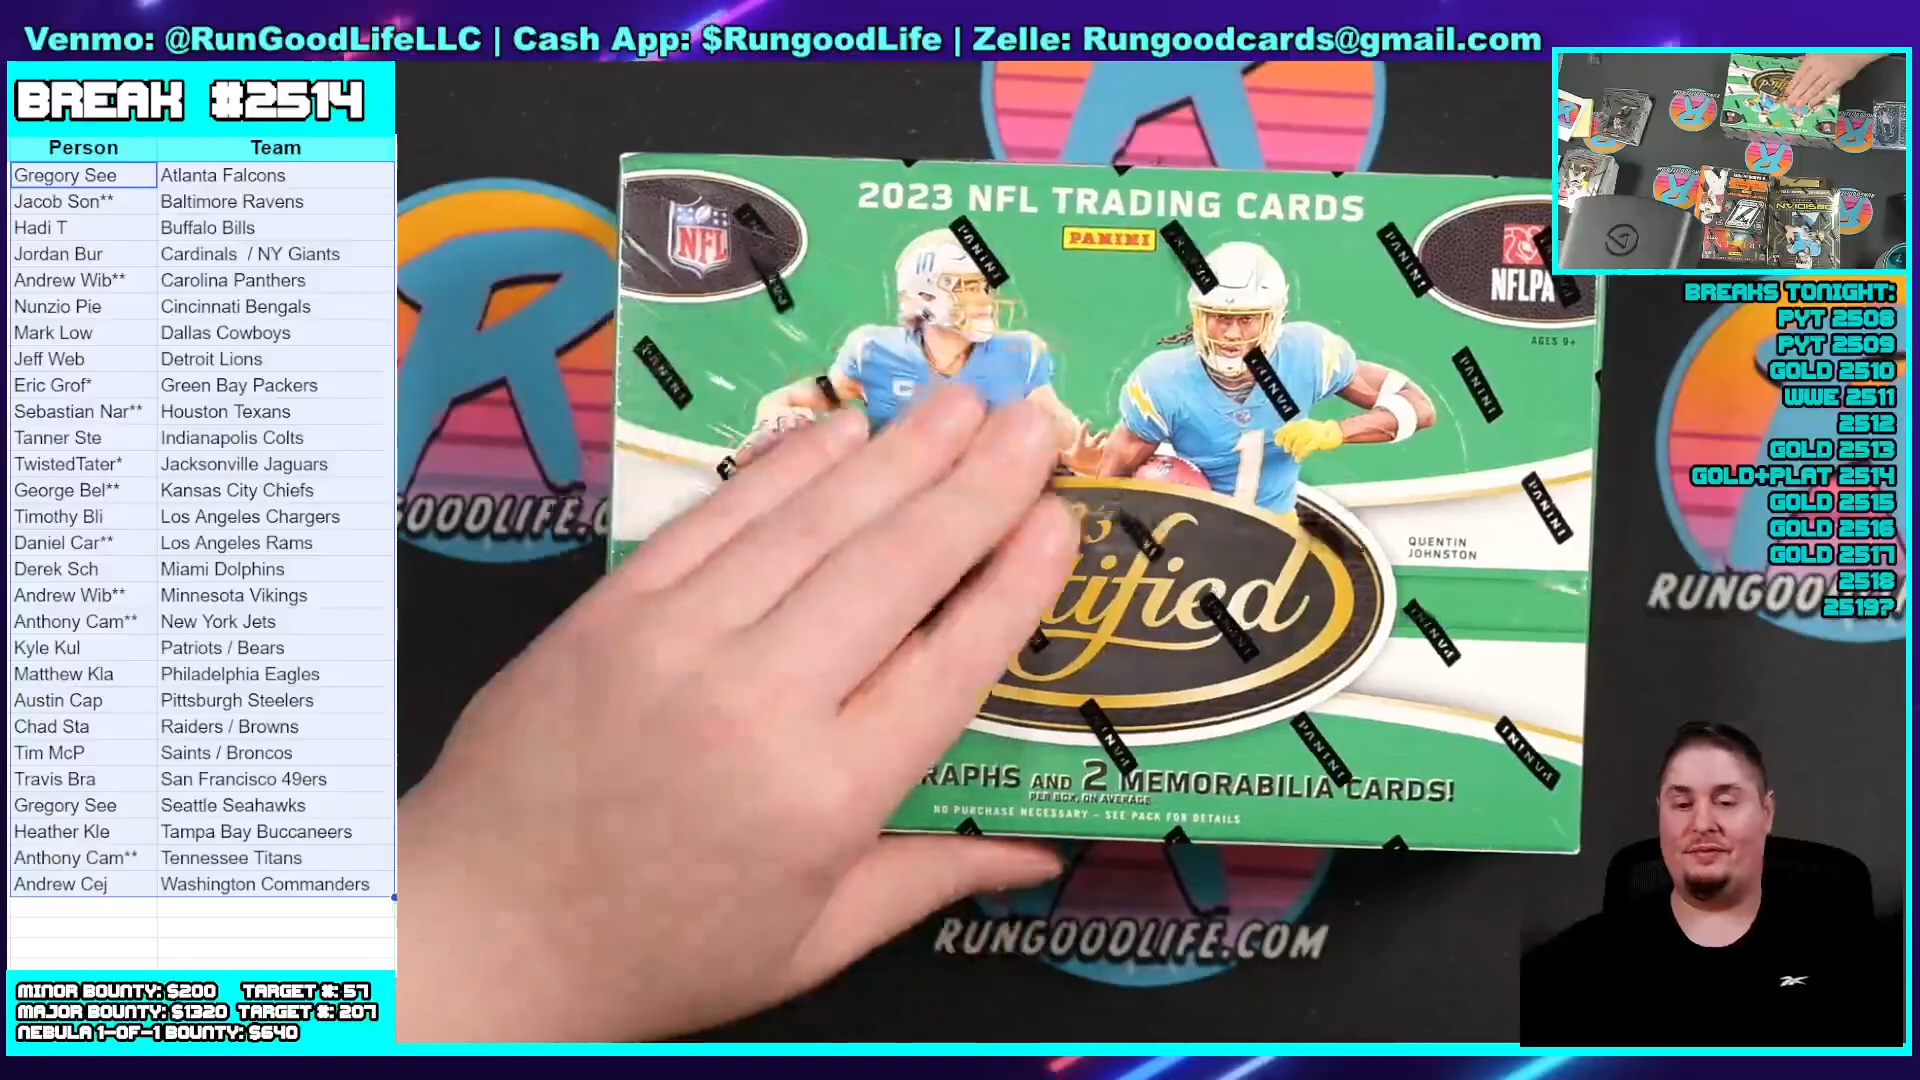 Venmo: @RunGoodLifeLLC | Cash App: $RungoodLife | Zelle: Rungoodcards@gmail.com
BREAK #2514
Person Team
Gregory See Atlanta Falcons
Jacob Son** Baltimore Ravens
Hadi T Buffalo Bills
Jordan Bur Cardinals / NY Giants
Andrew Wib** Carolina Panthers
Nunzio Pie Cincinnati Bengals
Mark Low Dallas Cowboys
Jeff Web Detroit Lions
Eric Grof* Green Bay Packers
Sebastian Nar** Houston Texans
Tanner Ste Indianapolis Colts
TwistedTater* Jacksonville Jaguars
George Bel** Kansas City Chiefs
Timothy Bli Los Angeles Chargers
Daniel Car** Los Angeles Rams
Derek Sch Miami Dolphins
Andrew Wib** Minnesota Vikings
Anthony Cam** New York Jets
Kyle Kul Patriots / Bears
Matthew Kla Philadelphia Eagles
Austin Cap Pittsburgh Steelers
Chad Sta Raiders / Browns
Tim McP Saints / Broncos
Travis Bra San Francisco 49ers
Gregory See Seattle Seahawks
Heather Kle Tampa Bay Buccaneers
Anthony Cam** Tennessee Titans
Andrew Cej Washington Commanders
MINOR BOUNTY: $200 TARGET #: 57
MAJOR BOUNTY: $1320 TARGET #: 207
NEBULA 1-OF-1 BOUNTY: $640
2023 NFL TRADING CARDS
PANINI
NFL
NFLPA
AGES 9+
QUENTIN
JOHNSTON
tified
RAPHS AND 2 MEMORABILIA CARDS!
PER BOX, ON AVERAGE
NO PURCHASE NECESSARY – SEE PACK FOR DETAILS
GOODLIFE.C
RUNGOODLIFE.COM
RUNGOO
BREAKS TONIGHT:
PYT 2508
PYT 2509
GOLD 2510
WWE 2511
2512
GOLD 2513
GOLD+PLAT 2514
GOLD 2515
GOLD 2516
GOLD 2517
2518
2519?